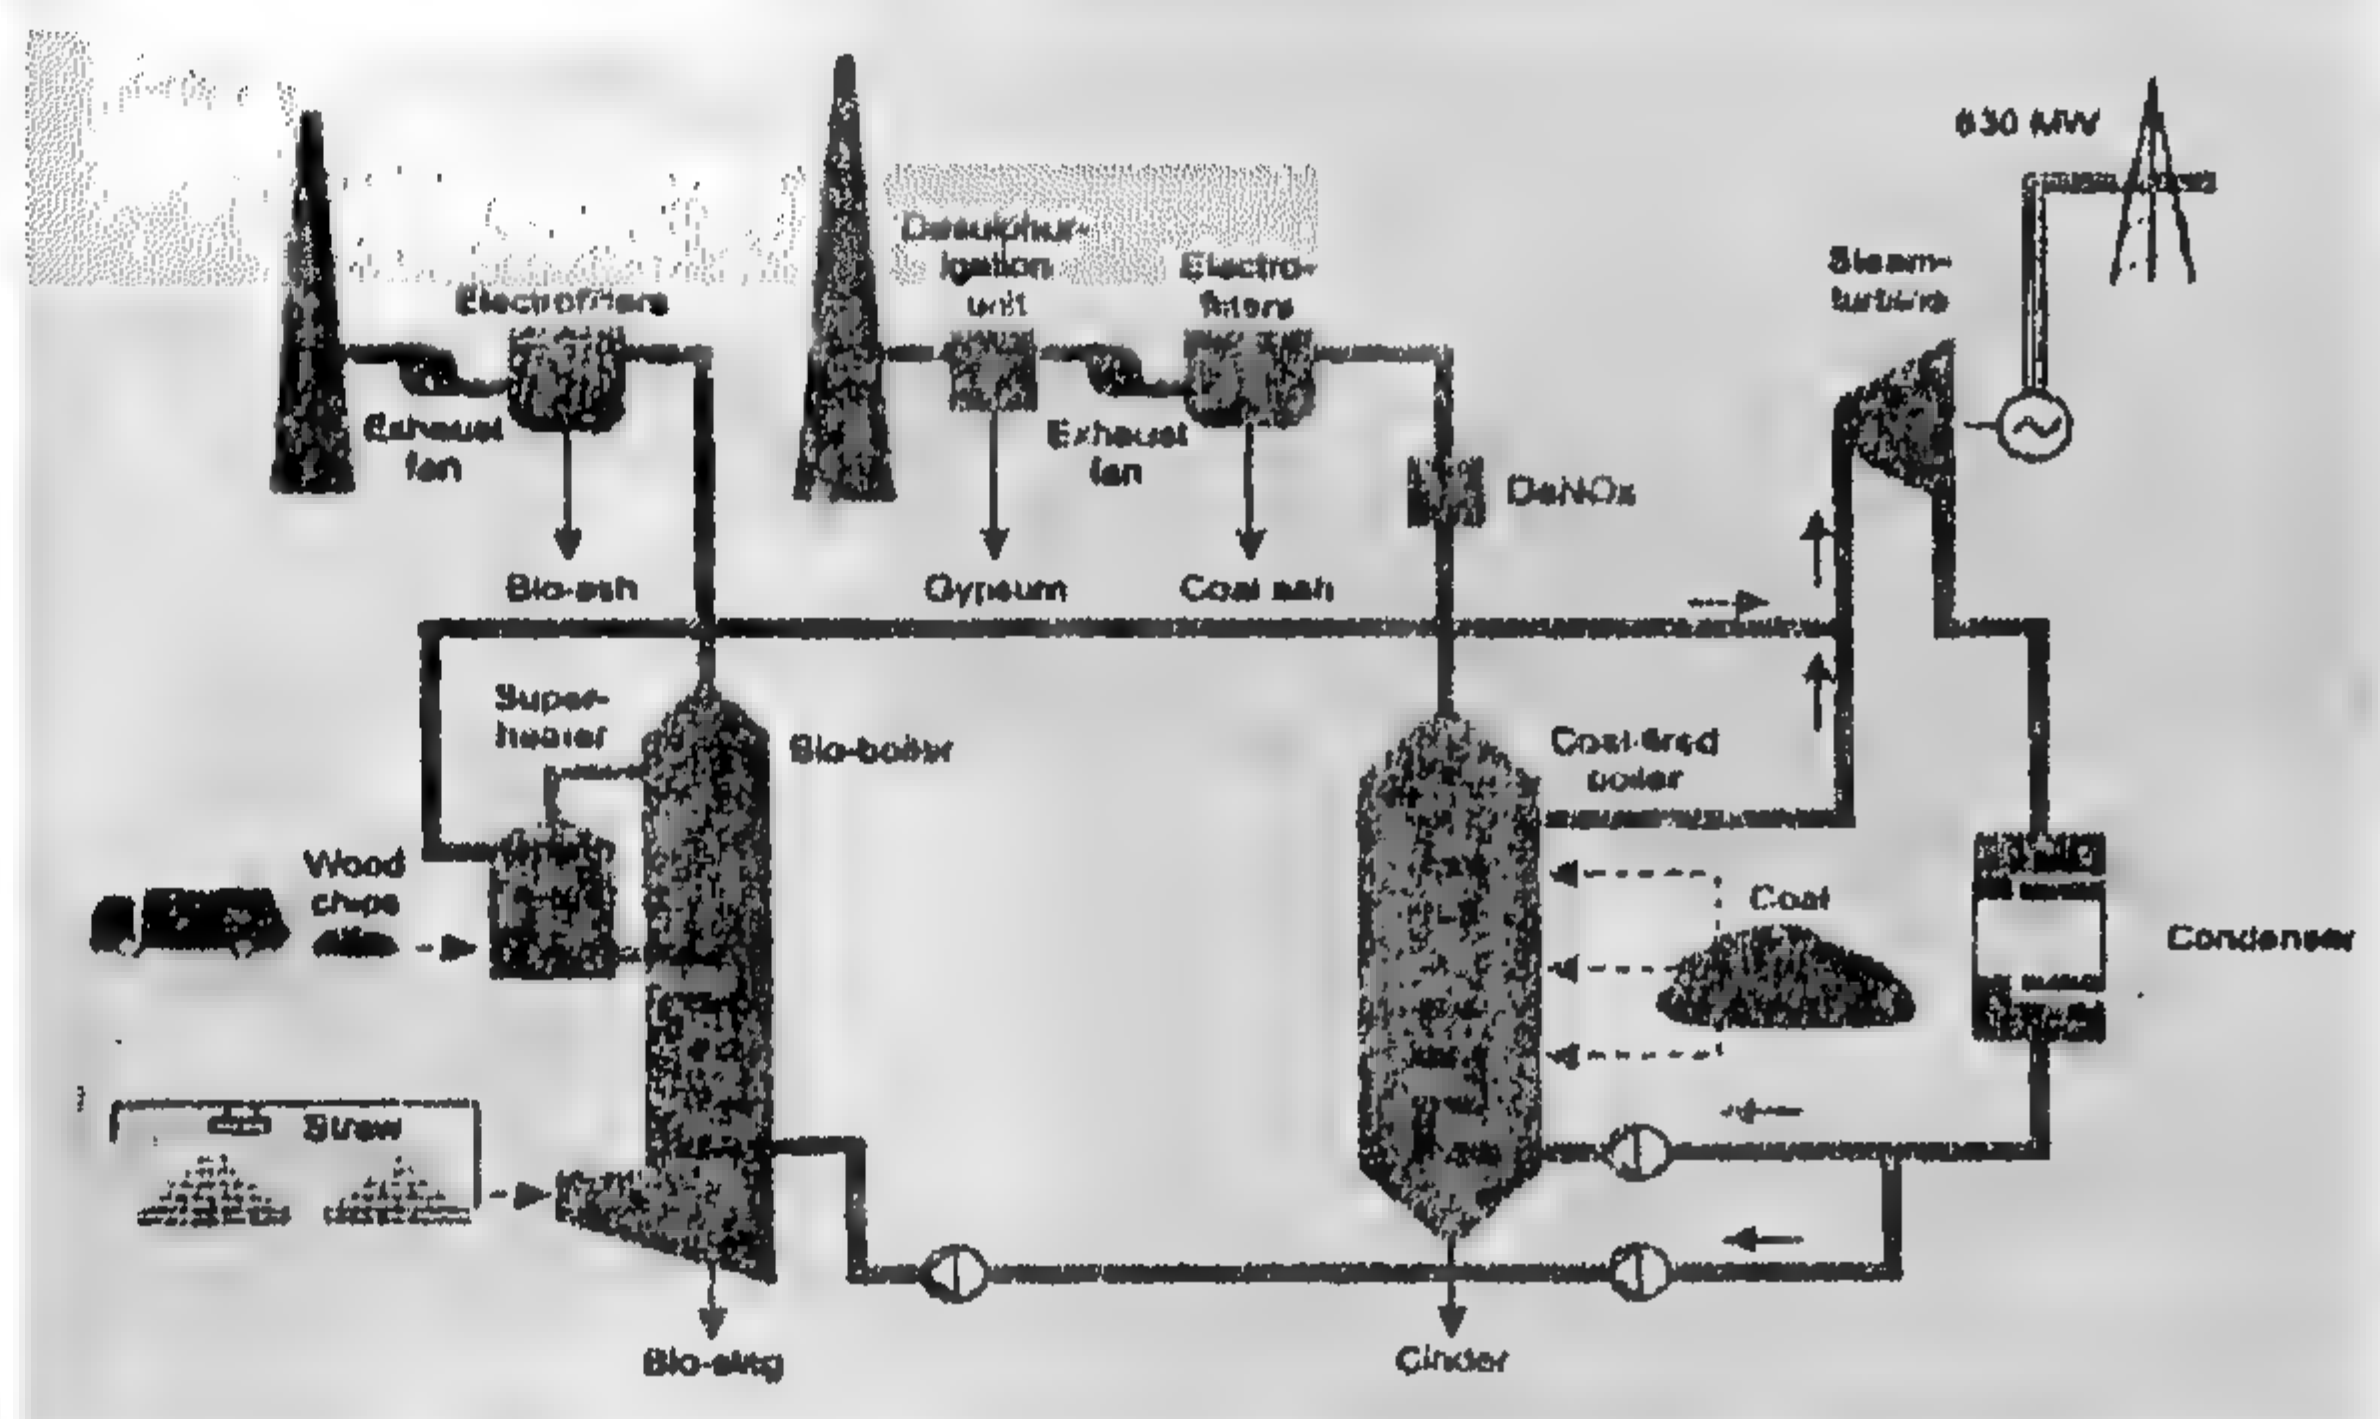 630 MW
Desulphur-
isation
unit
Electro-
filters
Steam-
turbine
Electrofilters
Exhaust
fan
Exhaust
fan
DeNOx
Bio-ash
Gypsum
Coal ash
Super-
heater
Bio-boiler
Coal-fired
boiler
Wood
chips
Coal
Condenser
Straw
Bio-slag
Cinder